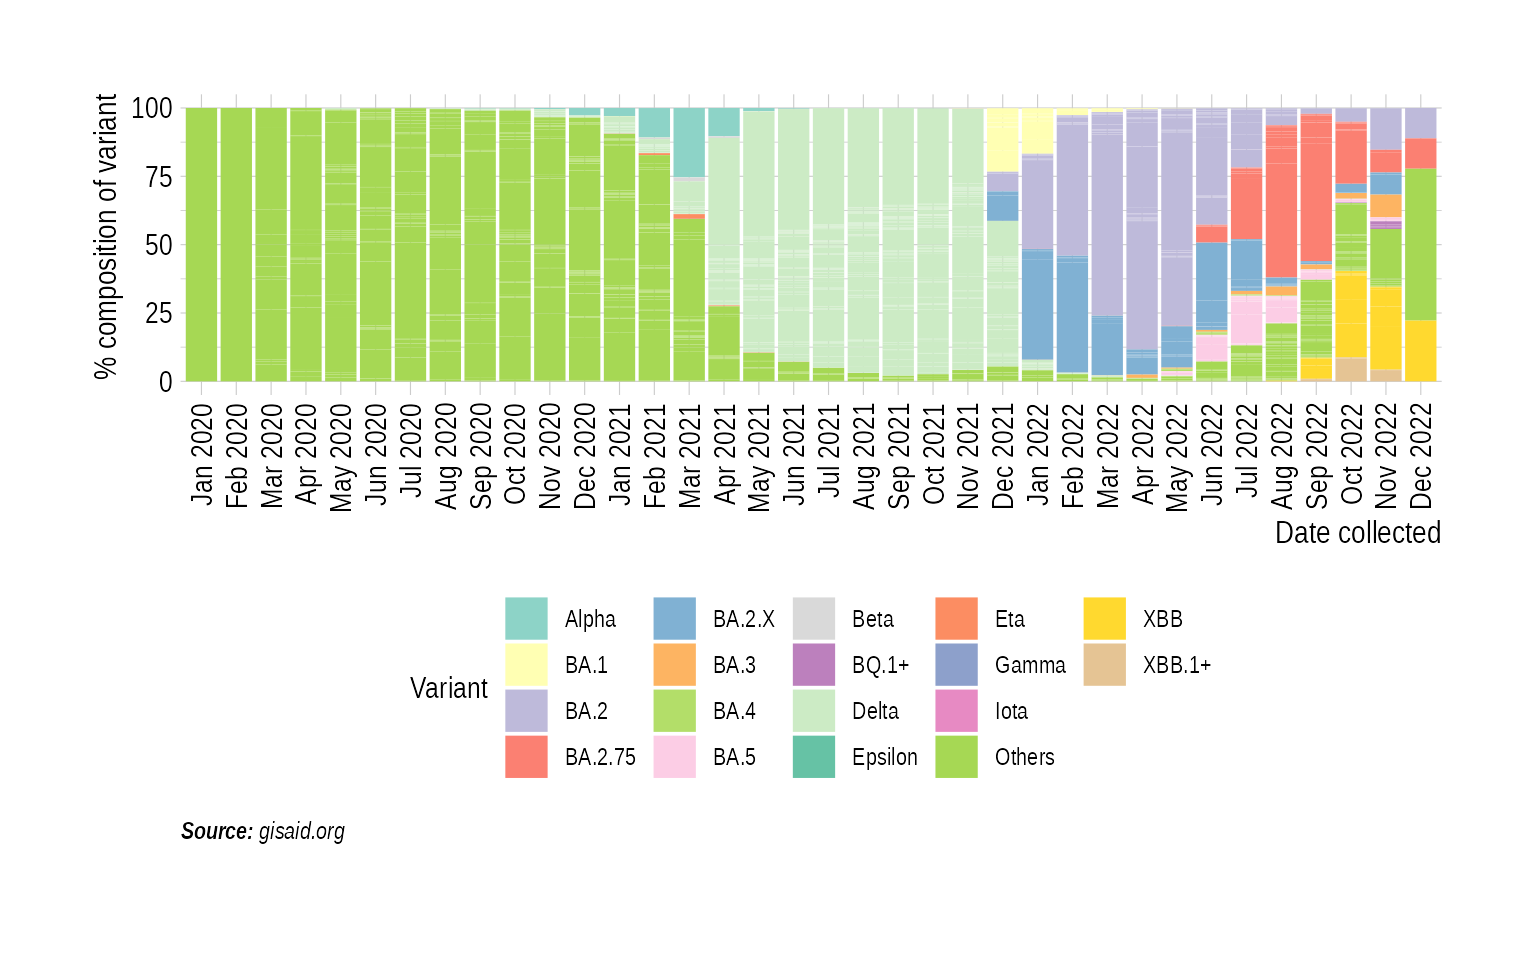 % composition of variant
100
75
50
25
0
Jan 2020
Feb 2020
Mar 2020
Apr 2020
May 2020
Jun 2020
Jul 2020
Aug 2020
Sep 2020
Oct 2020
Nov 2020
Dec 2020
Jan 2021
Feb 2021
Mar 2021
Apr 2021
May 2021
Jun 2021
Jul 2021
Aug 2021
Sep 2021
Oct 2021
Nov 2021
Dec 2021
Jan 2022
Feb 2022
Mar 2022
Apr 2022
May 2022
Jun 2022
Jul 2022
Aug 2022
Sep 2022
Oct 2022
Nov 2022
Dec 2022
Date collected
Variant
Alpha
BA.1
BA.2
BA.2.75
BA.2.X
BA.3
BA.4
BA.5
Beta
BQ.1+
Delta
Epsilon
Eta
Gamma
Iota
Others
XBB
XBB.1+
Source: gisaid.org